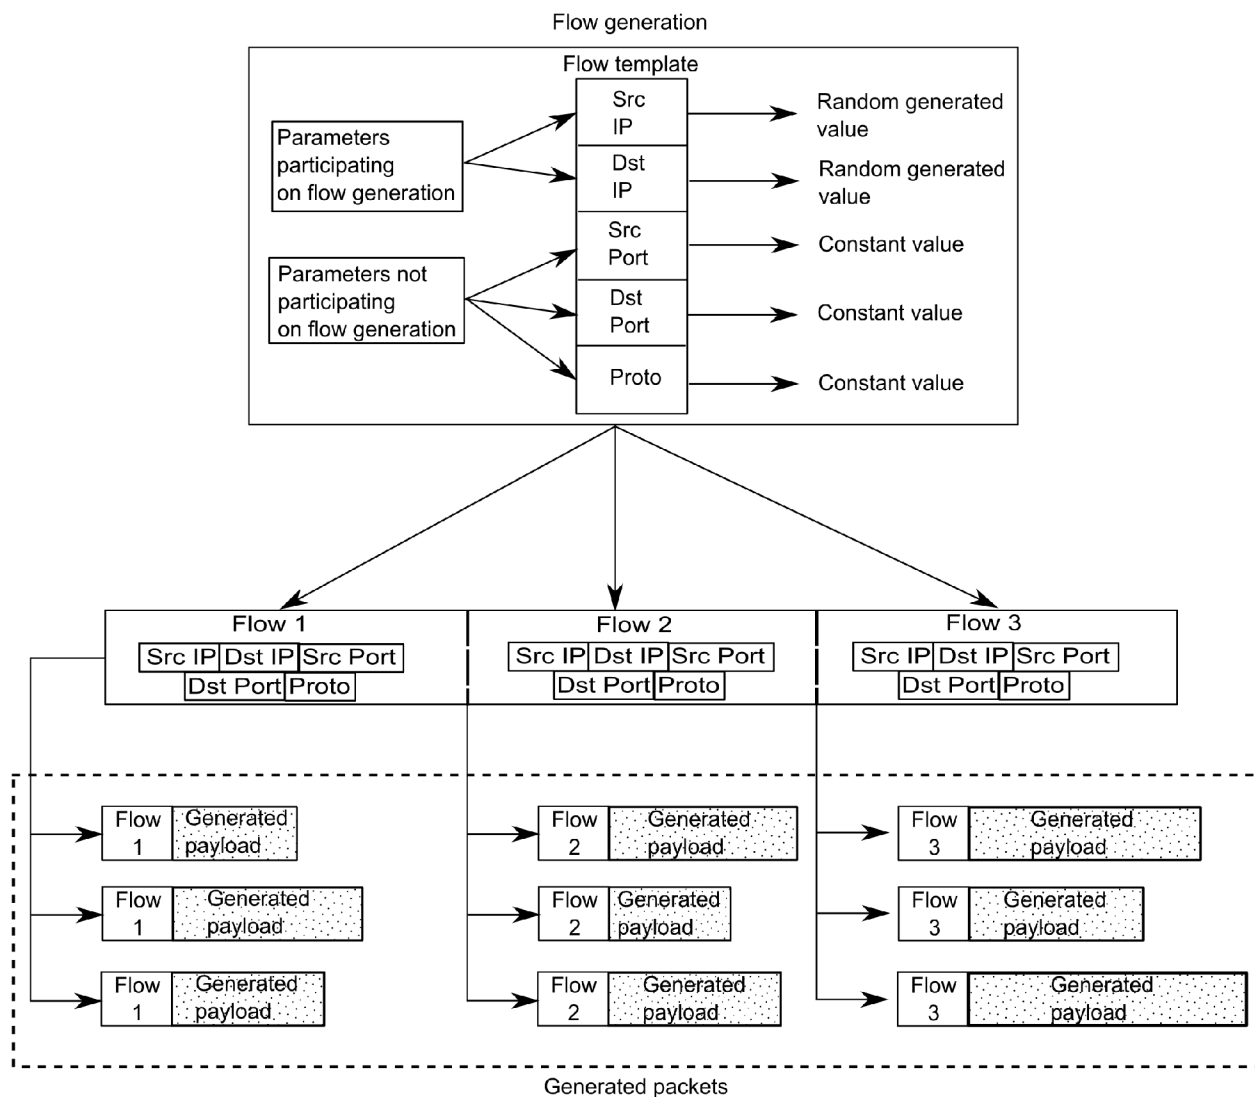 Flow generation
Flow template
Parameters
participating
on flow generation
Parameters not
participating
on flow generation
Src
IP
Dst
IP
Src
Port
Dst
Port
Proto
Random generated
value
Random generated
value
Constant value
Constant value
Constant value
Flow 1
Src IP Dst IP Src Port
Dst Port Proto
Flow 2
Src IP Dst IP Src Port
Dst Port Proto
Flow 3
Src IP Dst IP Src Port
Dst Port Proto
Flow
1
Generated
payload
Flow
1
Generated
payload
Flow
1
Generated
payload
Flow
2
Generated
payload
Flow
2
Generated
payload
Flow
2
Generated
payload
Flow
3
Generated
payload
Flow
3
Generated
payload
Flow
3
Generated
payload
Generated packets